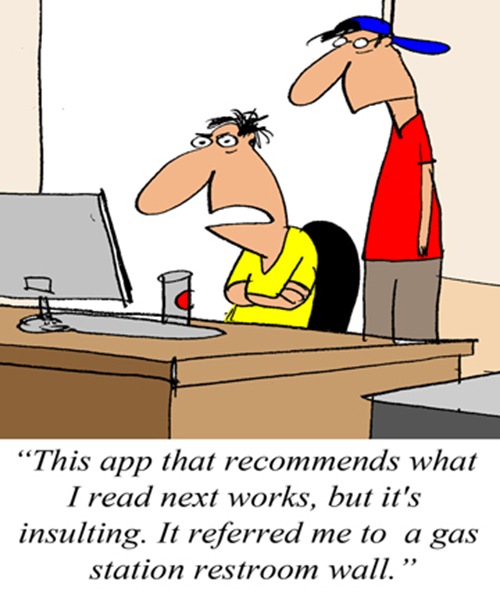 “This app that recommends what
I read next works, but it's
insulting. It referred me to a gas
station restroom wall.”